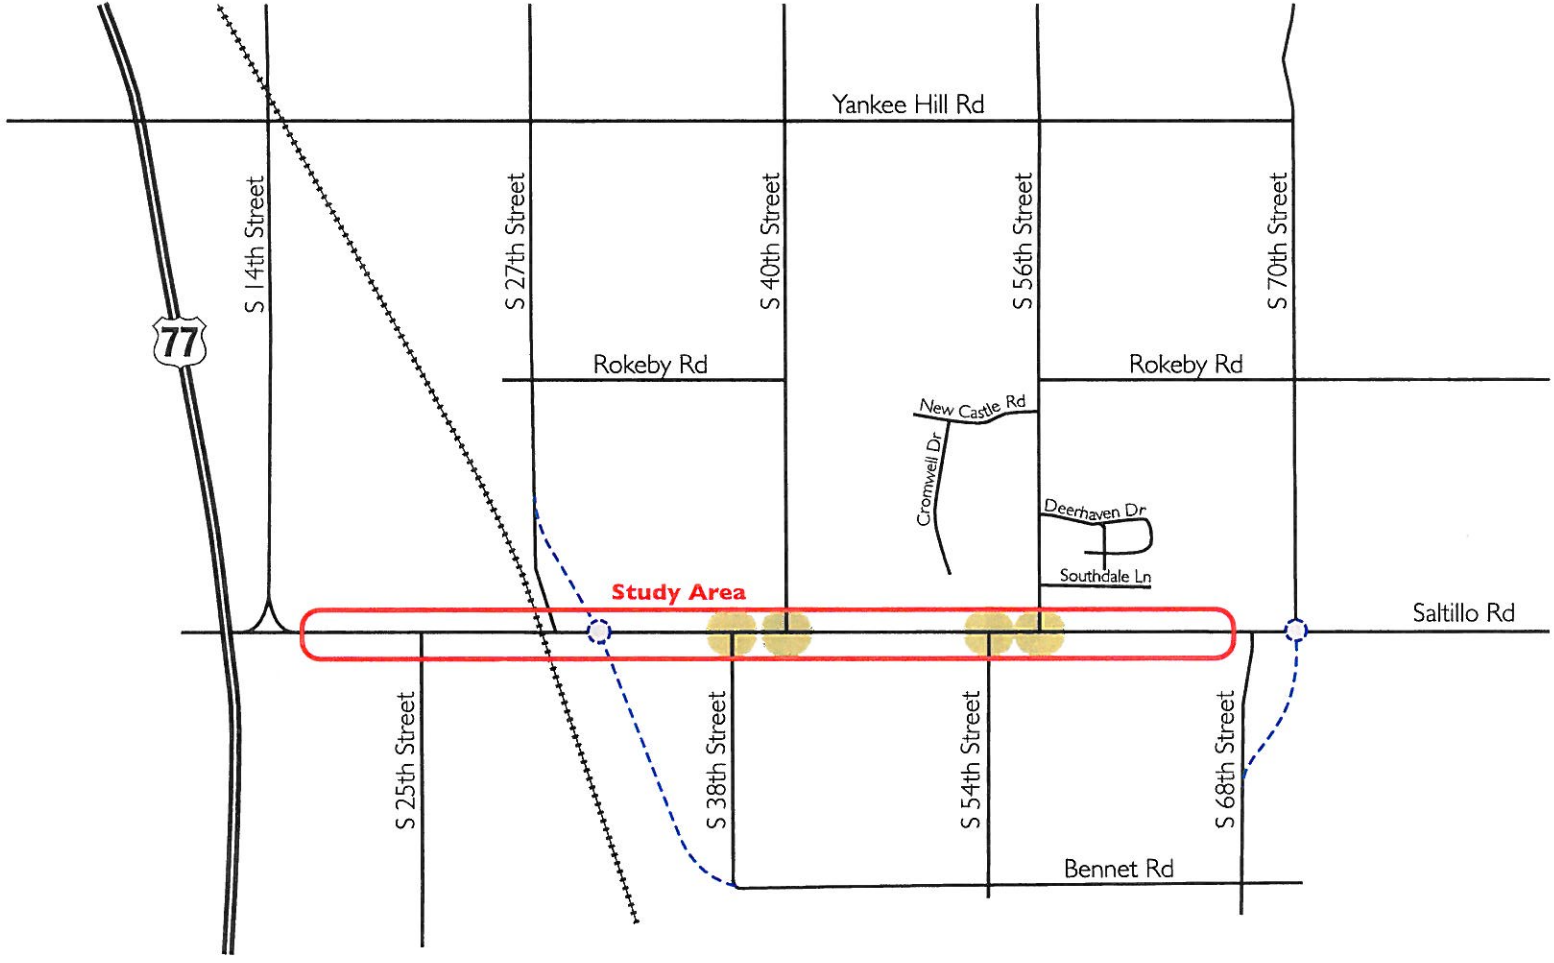 Yankee Hill Rd
S 14th Street
S 27th Street
S 40th Street
S 56th Street
S 70th Street
77
Rokeby Rd
Rokeby Rd
New Castle Rd
Cromwell Dr
Deerhaven Dr
Southdale Ln
Study Area
Saltillo Rd
S 25th Street
S 38th Street
S 54th Street
S 68th Street
Bennet Rd